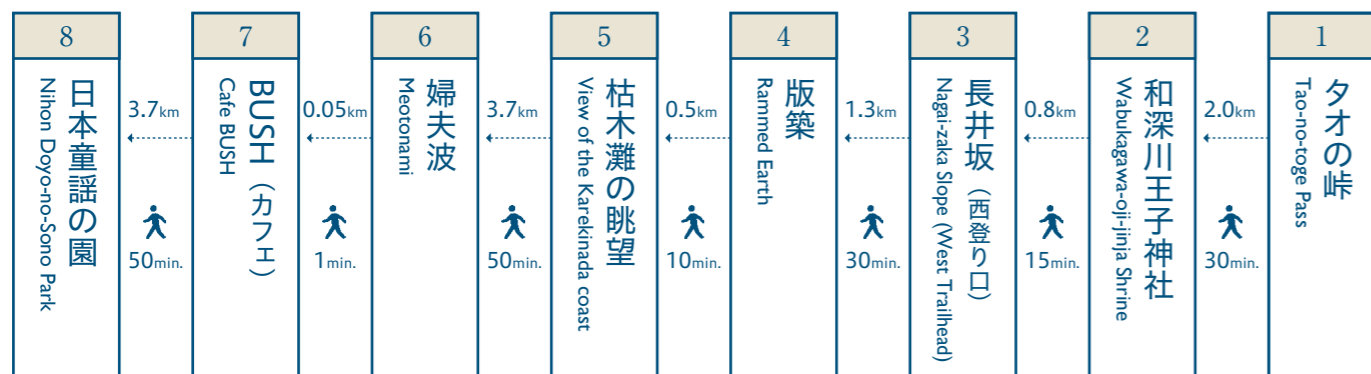 1
タオの峠
Tao-no-toge Pass
2.0km
30min.
2
和深川王子神社
Wabukagawa-oji-jinja Shrine
0.8km
15min.
3
長井坂（西登り口）
Nagai-zaka Slope (West Trailhead)
1.3km
30min.
4
版築
Rammed Earth
0.5km
10min.
5
枯木灘の眺望
View of the Karekinada coast
3.7km
50min.
6
婦夫波
Meotonami
0.05km
1min.
7
BUSH（カフェ）
Cafe BUSH
3.7km
50min.
8
日本童謡の園
Nihon Doyo-no-Sono Park